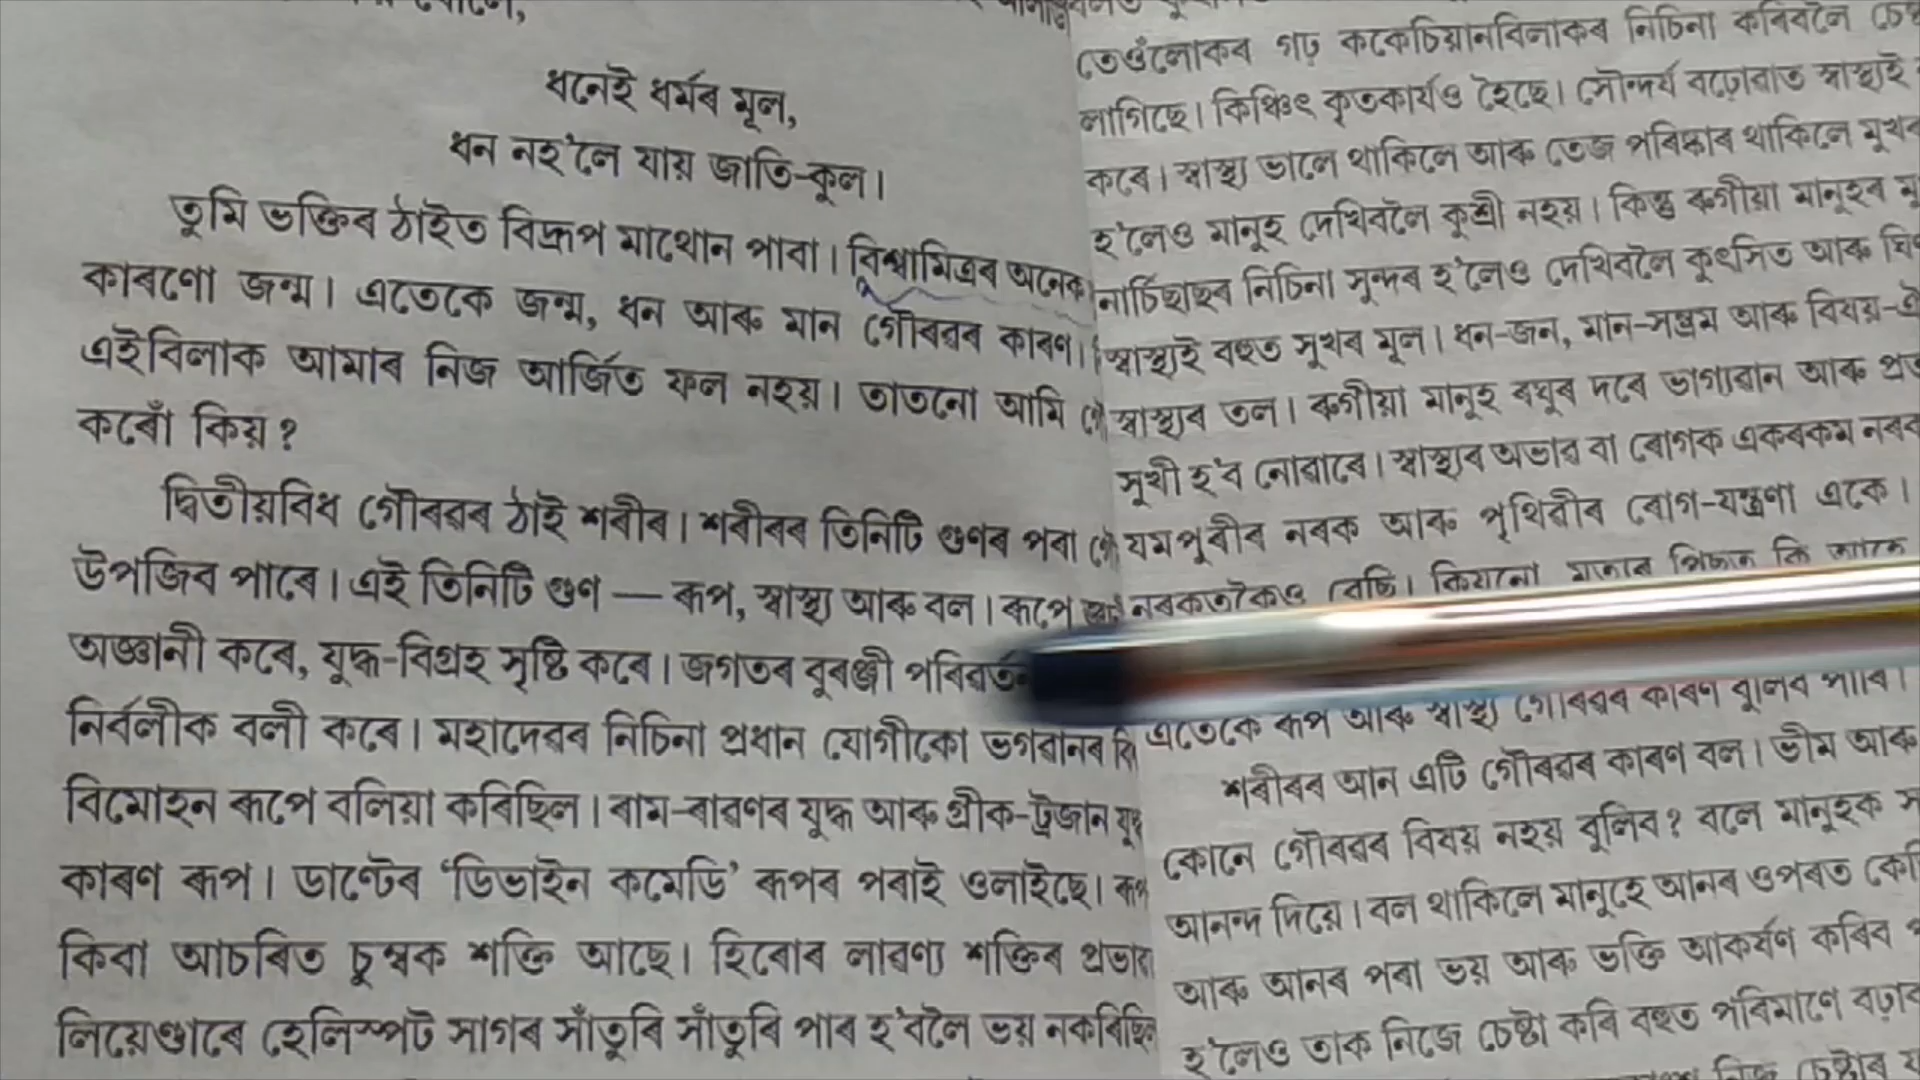 ধনেই ধৰ্মৰ মূল,
ধন নহ'লে যায় জাতি-কুল।
তুমি ভক্তিৰ ঠাইত বিদ্ৰূপ মাথোন পাবা। বিশ্বামিত্ৰৰ অনেক
কাৰণো জন্ম। এতেকে জন্ম, ধন আৰু মান গৌৰৱৰ কাৰণ।
এইবিলাক আমাৰ নিজ আৰ্জিত ফল নহয়। তাতনো আমি
কৰোঁ কিয়?
দ্বিতীয়বিধ গৌৰৱৰ ঠাই শৰীৰ। শৰীৰৰ তিনিটি গুণৰ পৰা
উপজিব পাৰে। এই তিনিটি গুণ — ৰূপ, স্বাস্থ্য আৰু বল। ৰূপে
অজ্ঞানী কৰে, যুদ্ধ-বিগ্ৰহ সৃষ্টি কৰে। জগতৰ বুৰঞ্জী
নিৰ্বলীক বলী কৰে। মহাদেৱৰ নিচিনা প্ৰধান যোগীকো ভগৱানৰ
বিমোহন ৰূপে বলিয়া কৰিছিল। ৰাম-ৰাৱণৰ যুদ্ধ আৰু গ্ৰীক-ট্ৰজান
কাৰণ ৰূপ। ডাণ্টেৰ ‘ডিভাইন কমেডি’ ৰূপৰ পৰাই ওলাইছে।
কিবা আচৰিত চুম্বক শক্তি আছে। হিৰোৰ লাৱণ্য শক্তিৰ
লিয়েণ্ডাৰে হেলিস্পট সাগৰ সাঁতুৰি সাঁতুৰি পাৰ হ'বলৈ ভয়
তেওঁলোকৰ গঢ় ককেচিয়ানবিলাকৰ নিচিনা কৰিবলৈ
লাগিছে। কিঞ্চিৎ কৃতকাৰ্যও হৈছে। সৌন্দৰ্য বঢ়োৱাত স্বাস্থ্যই
কৰে। স্বাস্থ্য ভালে থাকিলে আৰু তেজ পৰিষ্কাৰ থাকিলে
হ'লেও মানুহ দেখিবলৈ কুশ্ৰী নহয়। কিন্তু ৰুগীয়া মানুহৰ
নাৰ্চিছাছৰ নিচিনা সুন্দৰ হ'লেও দেখিবলৈ কুৎসিত আৰু
স্বাস্থ্যই বহুত সুখৰ মূল। ধন-জন, মান-সম্ভ্ৰম আৰু
স্বাস্থ্যৰ তল। ৰুগীয়া মানুহ ৰঘুৰ দৰে ভাগ্যৱান আৰু
সুখী হ'ব নোৱাৰে। স্বাস্থ্যৰ অভাৱ বা ৰোগক একৰকম
যমপুৰীৰ নৰক আৰু পৃথিৱীৰ ৰোগ-যন্ত্ৰণা একে।
নৰকতকৈও বেছি। কিয়নো
এতেকে ৰূপ আৰু স্বাস্থ্য গৌৰৱৰ কাৰণ বুলিব পাৰি।
শৰীৰৰ আন এটি গৌৰৱৰ কাৰণ বল। ভীম আৰু
কোনে গৌৰৱৰ বিষয় নহয় বুলিব? বলে মানুহক
আনন্দ দিয়ে। বল থাকিলে মানুহে আনৰ ওপৰত
আৰু আনৰ পৰা ভয় আৰু ভক্তি আকৰ্ষণ কৰিব
হ'লেও তাক নিজে চেষ্টা কৰি বহুত পৰিমাণে